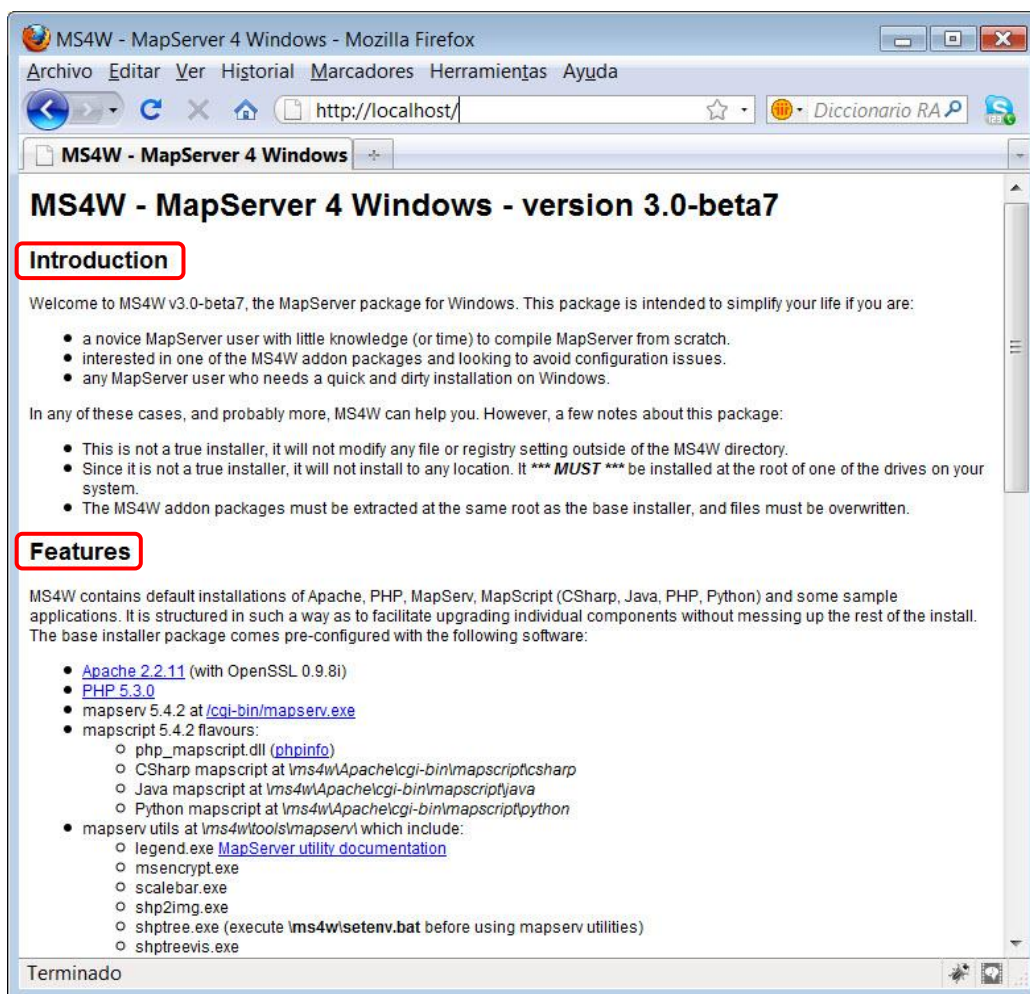 MS4W - MapServer 4 Windows - Mozilla Firefox
Archivo Editar Ver Historial Marcadores Herramientas Ayuda
http://localhost/
Diccionario RA
MS4W - MapServer 4 Windows
MS4W - MapServer 4 Windows - version 3.0-beta7
Introduction
Welcome to MS4W v3.0-beta7, the MapServer package for Windows. This package is intended to simplify your life if you are:
a novice MapServer user with little knowledge (or time) to compile MapServer from scratch.
interested in one of the MS4W addon packages and looking to avoid configuration issues.
any MapServer user who needs a quick and dirty installation on Windows.
In any of these cases, and probably more, MS4W can help you. However, a few notes about this package:
This is not a true installer, it will not modify any file or registry setting outside of the MS4W directory.
Since it is not a true installer, it will not install to any location. It *** MUST *** be installed at the root of one of the drives on your
system.
The MS4W addon packages must be extracted at the same root as the base installer, and files must be overwritten.
Features
MS4W contains default installations of Apache, PHP, MapServ, MapScript (CSharp, Java, PHP, Python) and some sample
applications. It is structured in such a way as to facilitate upgrading individual components without messing up the rest of the install.
The base installer package comes pre-configured with the following software:
Apache 2.2.11 (with OpenSSL 0.9.8i)
PHP 5.3.0
mapserv 5.4.2 at /cgi-bin/mapserv.exe
mapscript 5.4.2 flavours:
php_mapscript.dll (phpinfo)
CSharp mapscript at \ms4w\Apache\cgi-bin\mapscript\csharp
Java mapscript at \ms4w\Apache\cgi-bin\mapscript\java
Python mapscript at \ms4w\Apache\cgi-bin\mapscript\python
mapserv utils at \ms4w\tools\mapserv\ which include:
legend.exe MapServer utility documentation
msencrypt.exe
scalebar.exe
shp2img.exe
shptree.exe (execute \ms4w\setenv.bat before using mapserv utilities)
shptreevis.exe
Terminado